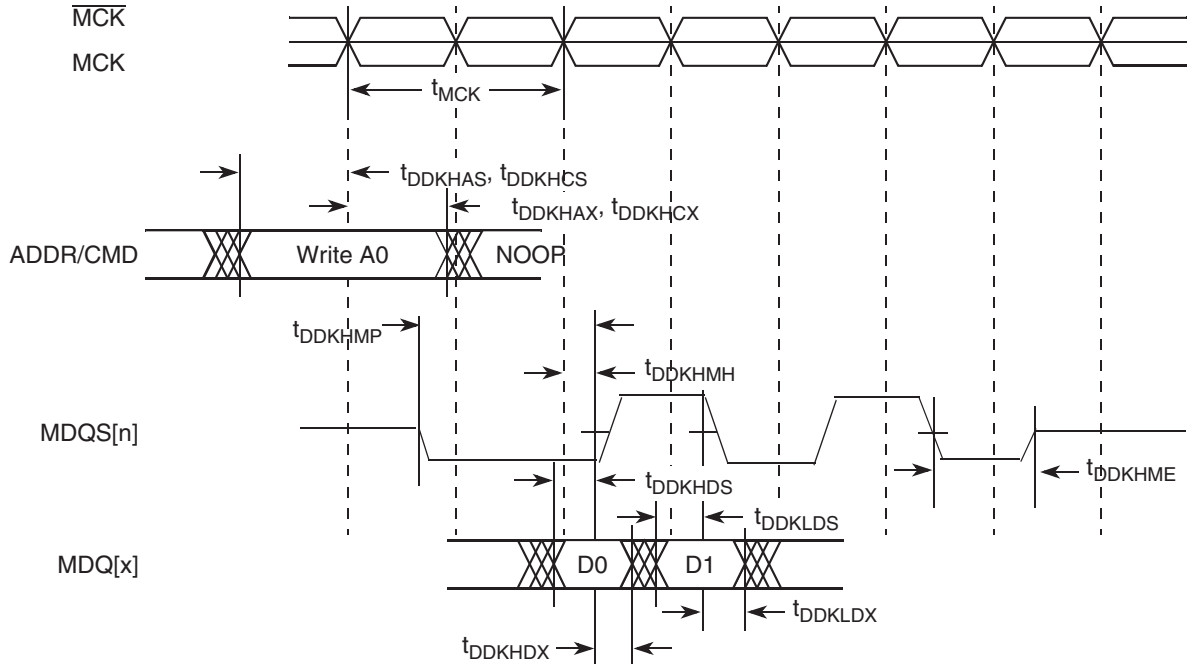 MCK
MCK
tMCK
tDDKHAS, tDDKHCS
tDDKHAX, tDDKHCX
ADDR/CMD
Write A0
NOOP
tDDKHMP
tDDKHMH
MDQS[n]
tDDKHDS
tDDKHME
tDDKLDS
MDQ[x]
D0
D1
tDDKLDX
tDDKHDX